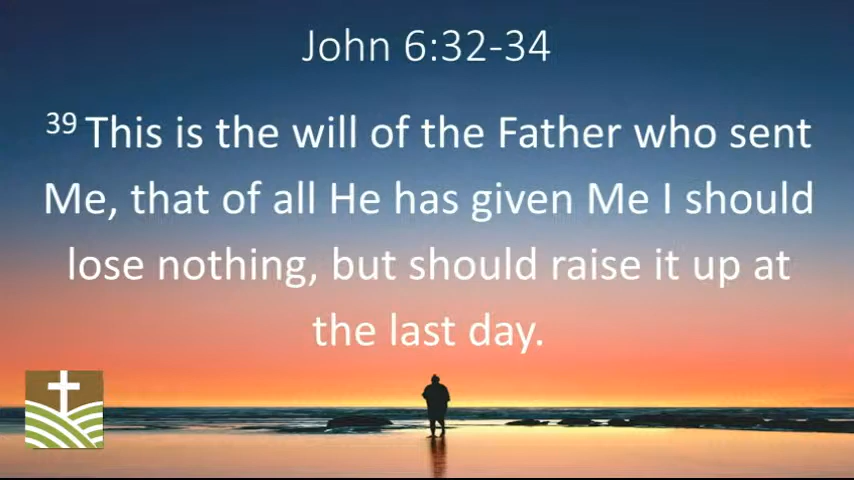 John 6:32-34
39 This is the will of the Father who sent
Me, that of all He has given Me I should
lose nothing, but should raise it up at
the last day.